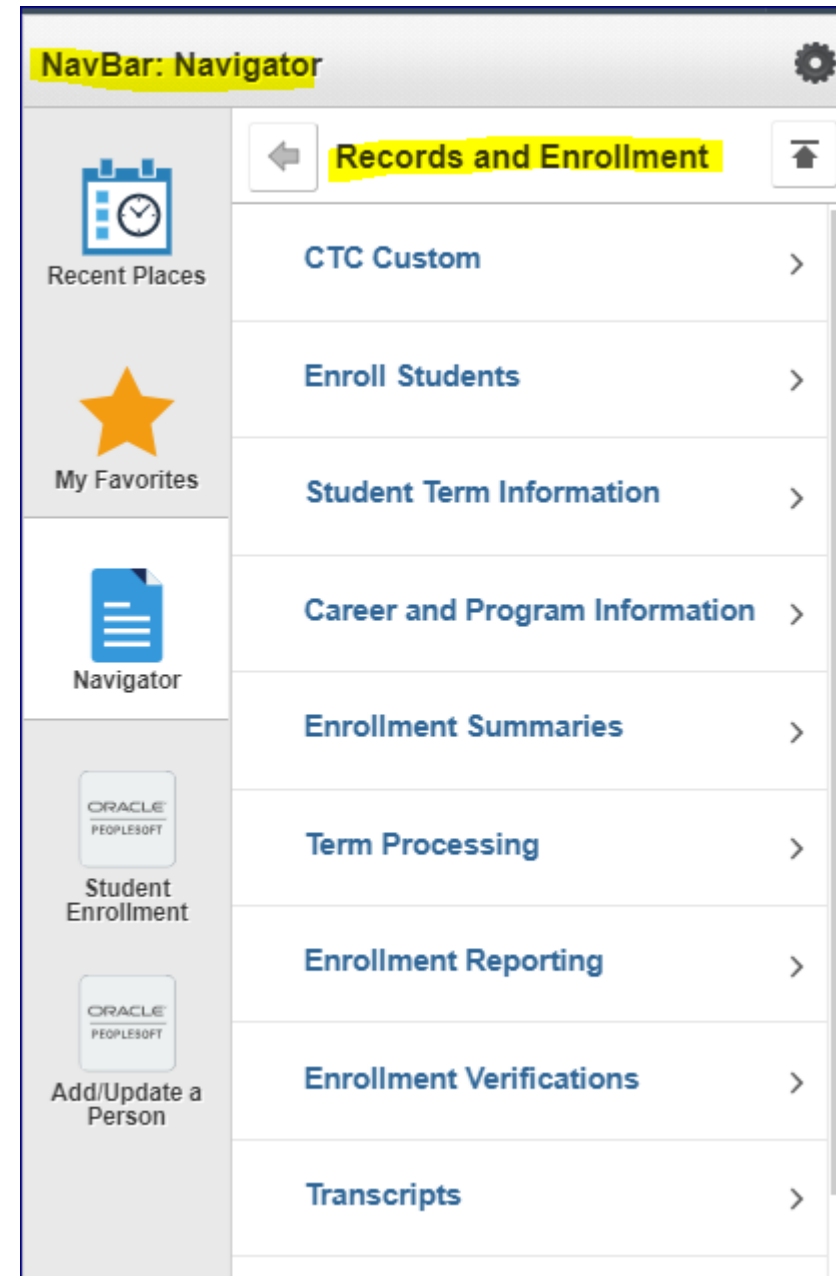 NavBar: Navigator
Recent Places
My Favorites
Navigator
ORACLE
PEOPLESOFT
Student
Enrollment
ORACLE
PEOPLESOFT
Add/Update a
Person
Records and Enrollment
CTC Custom
Enroll Students
Student Term Information
Career and Program Information
Enrollment Summaries
Term Processing
Enrollment Reporting
Enrollment Verifications
Transcripts